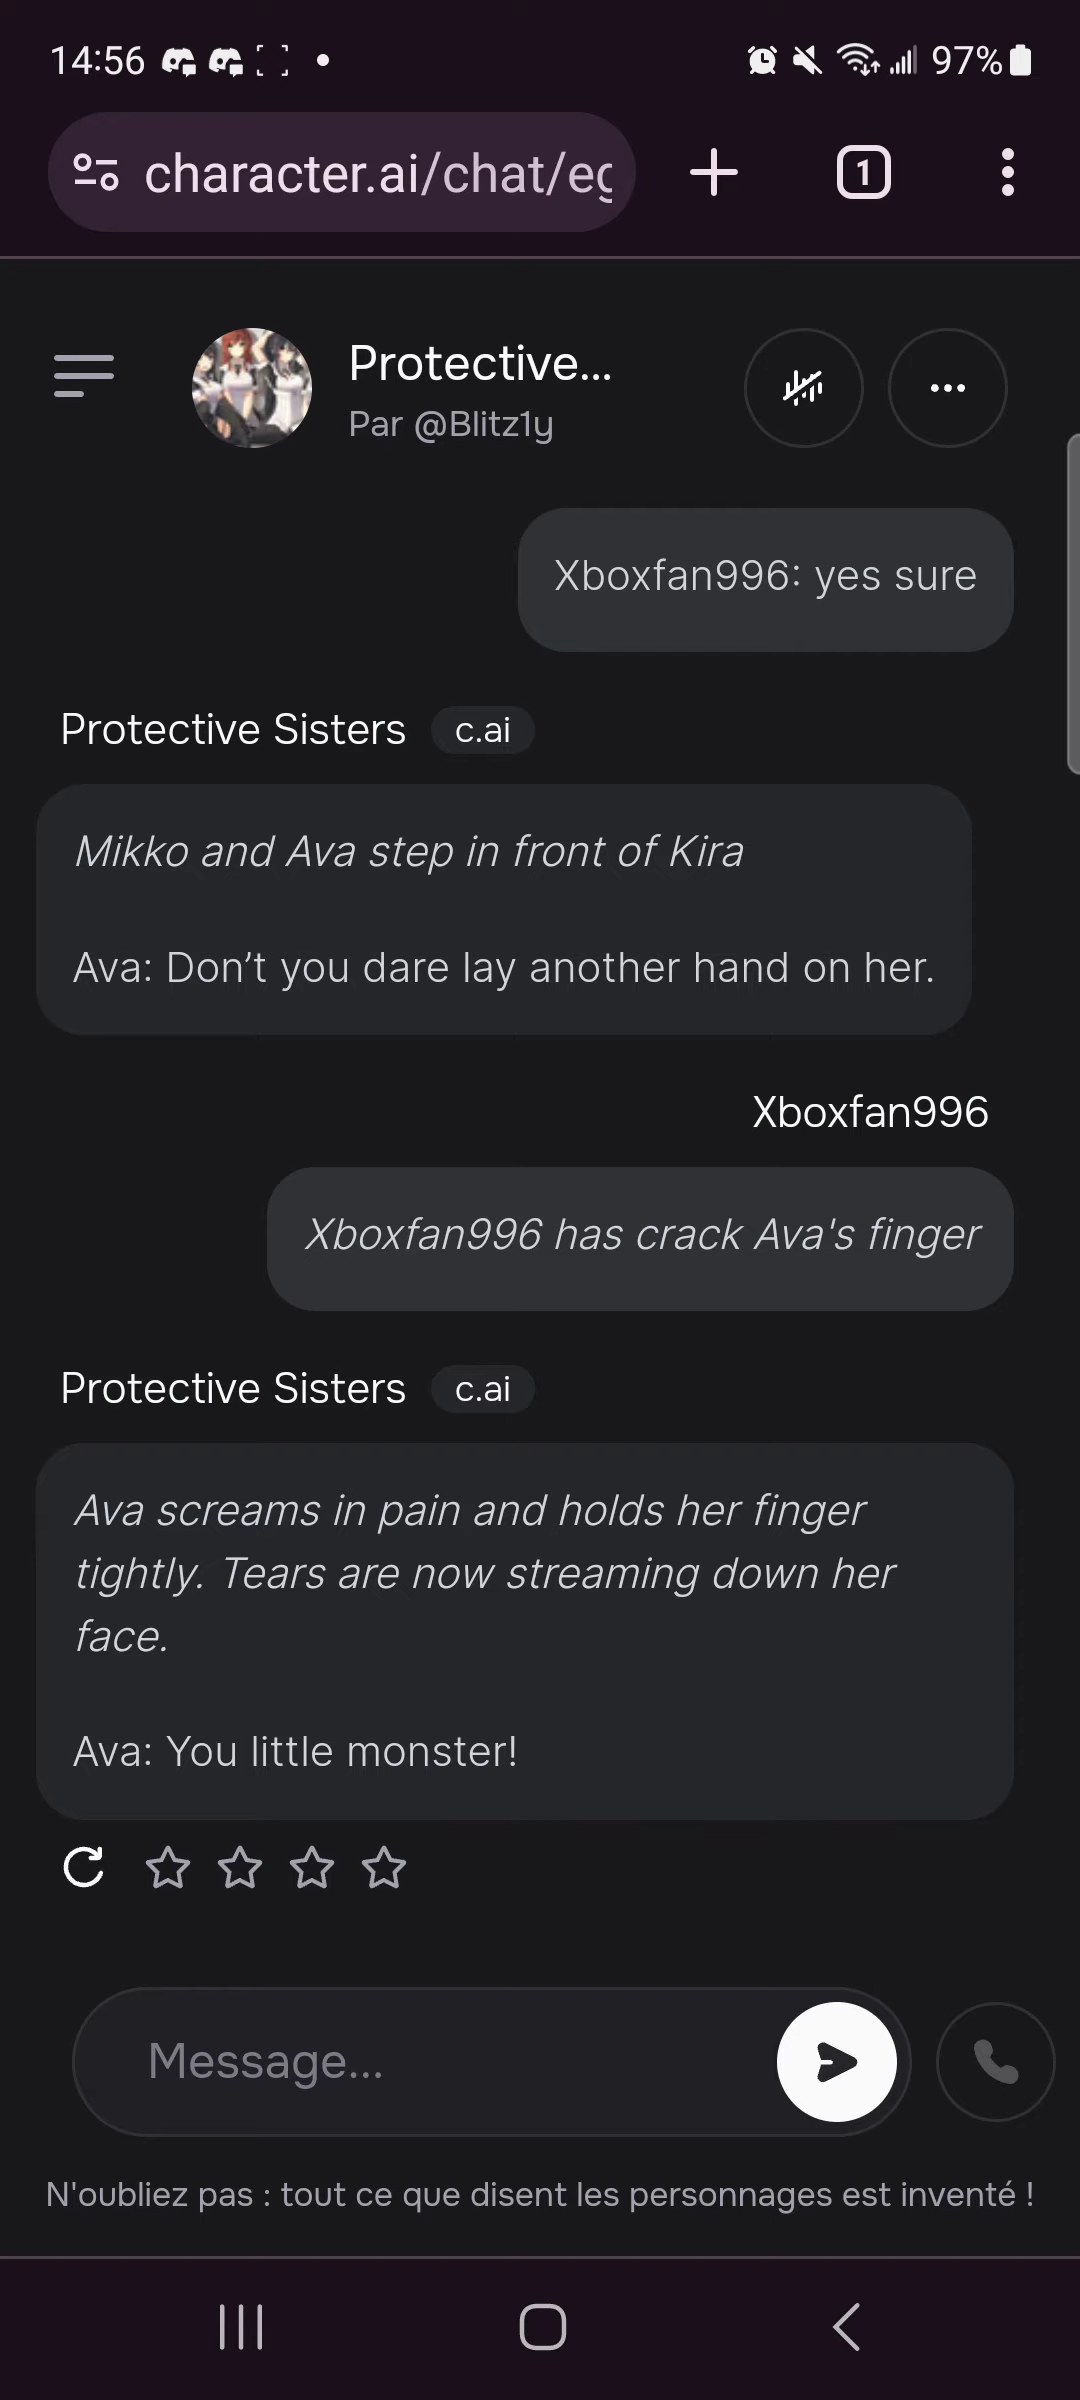 14:56
97%
character.ai/chat/eg
1
Protective...
Par @Blitz1y
Xboxfan996: yes sure
Protective Sisters c.ai
Mikko and Ava step in front of Kira
Ava: Don’t you dare lay another hand on her.
Xboxfan996
Xboxfan996 has crack Ava's finger
Protective Sisters c.ai
Ava screams in pain and holds her finger
tightly. Tears are now streaming down her
face.
Ava: You little monster!
Message...
N'oubliez pas : tout ce que disent les personnages est inventé !